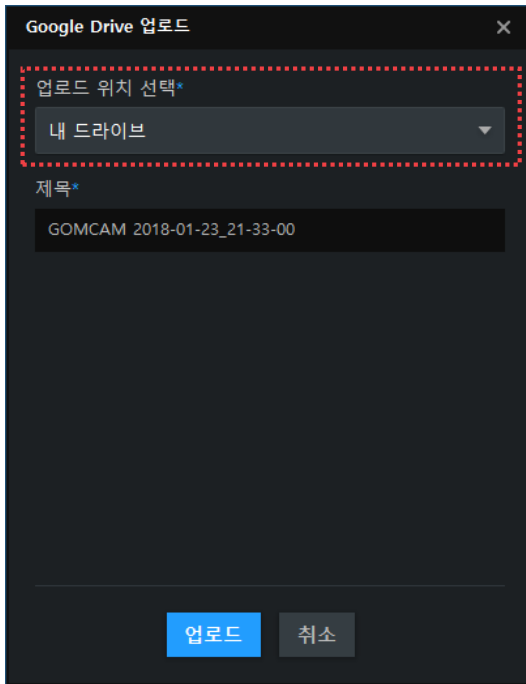 Google Drive 업로드
업로드 위치 선택*
내 드라이브
제목*
GOMCAM 2018-01-23_21-33-00
업로드
취소